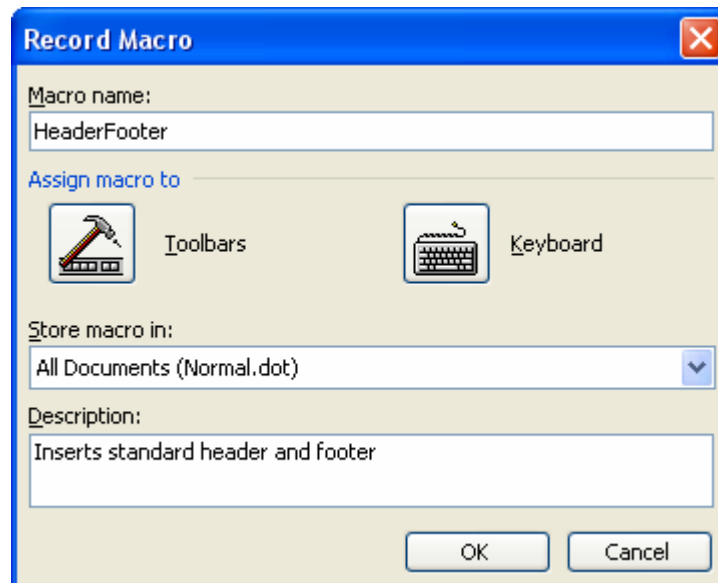 Record Macro
Macro name:
HeaderFooter
Assign macro to
Toolbars
Keyboard
Store macro in:
All Documents (Normal.dot)
Description:
Inserts standard header and footer
OK
Cancel